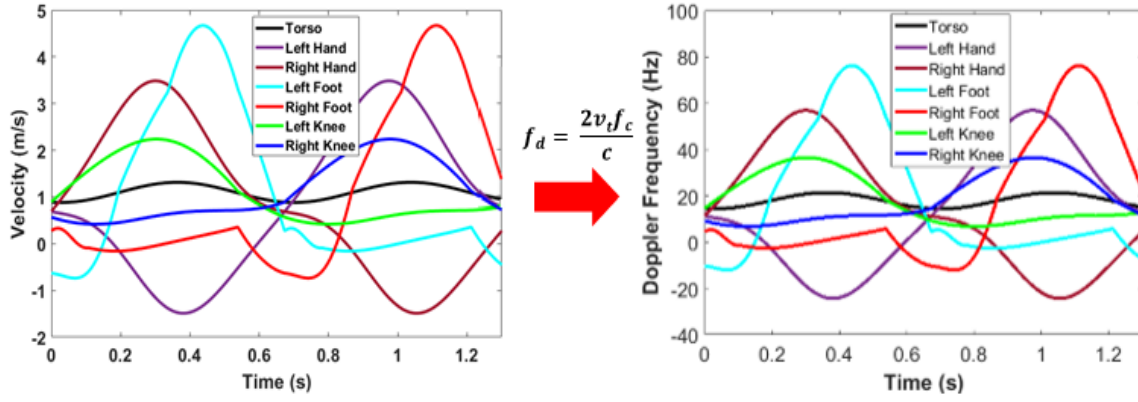 5
4
3
2
1
0
-1
-2
Velocity (m/s)
0
0.2
0.4
0.6
0.8
1
1.2
Time (s)
Torso
Left Hand
Right Hand
Left Foot
Right Foot
Left Knee
Right Knee
f_d = 2v_t f_c / c
100
80
60
40
20
0
-20
-40
Doppler Frequency (Hz)
0
0.2
0.4
0.6
0.8
1
1.2
Time (s)
Torso
Left Hand
Right Hand
Left Foot
Right Foot
Left Knee
Right Knee